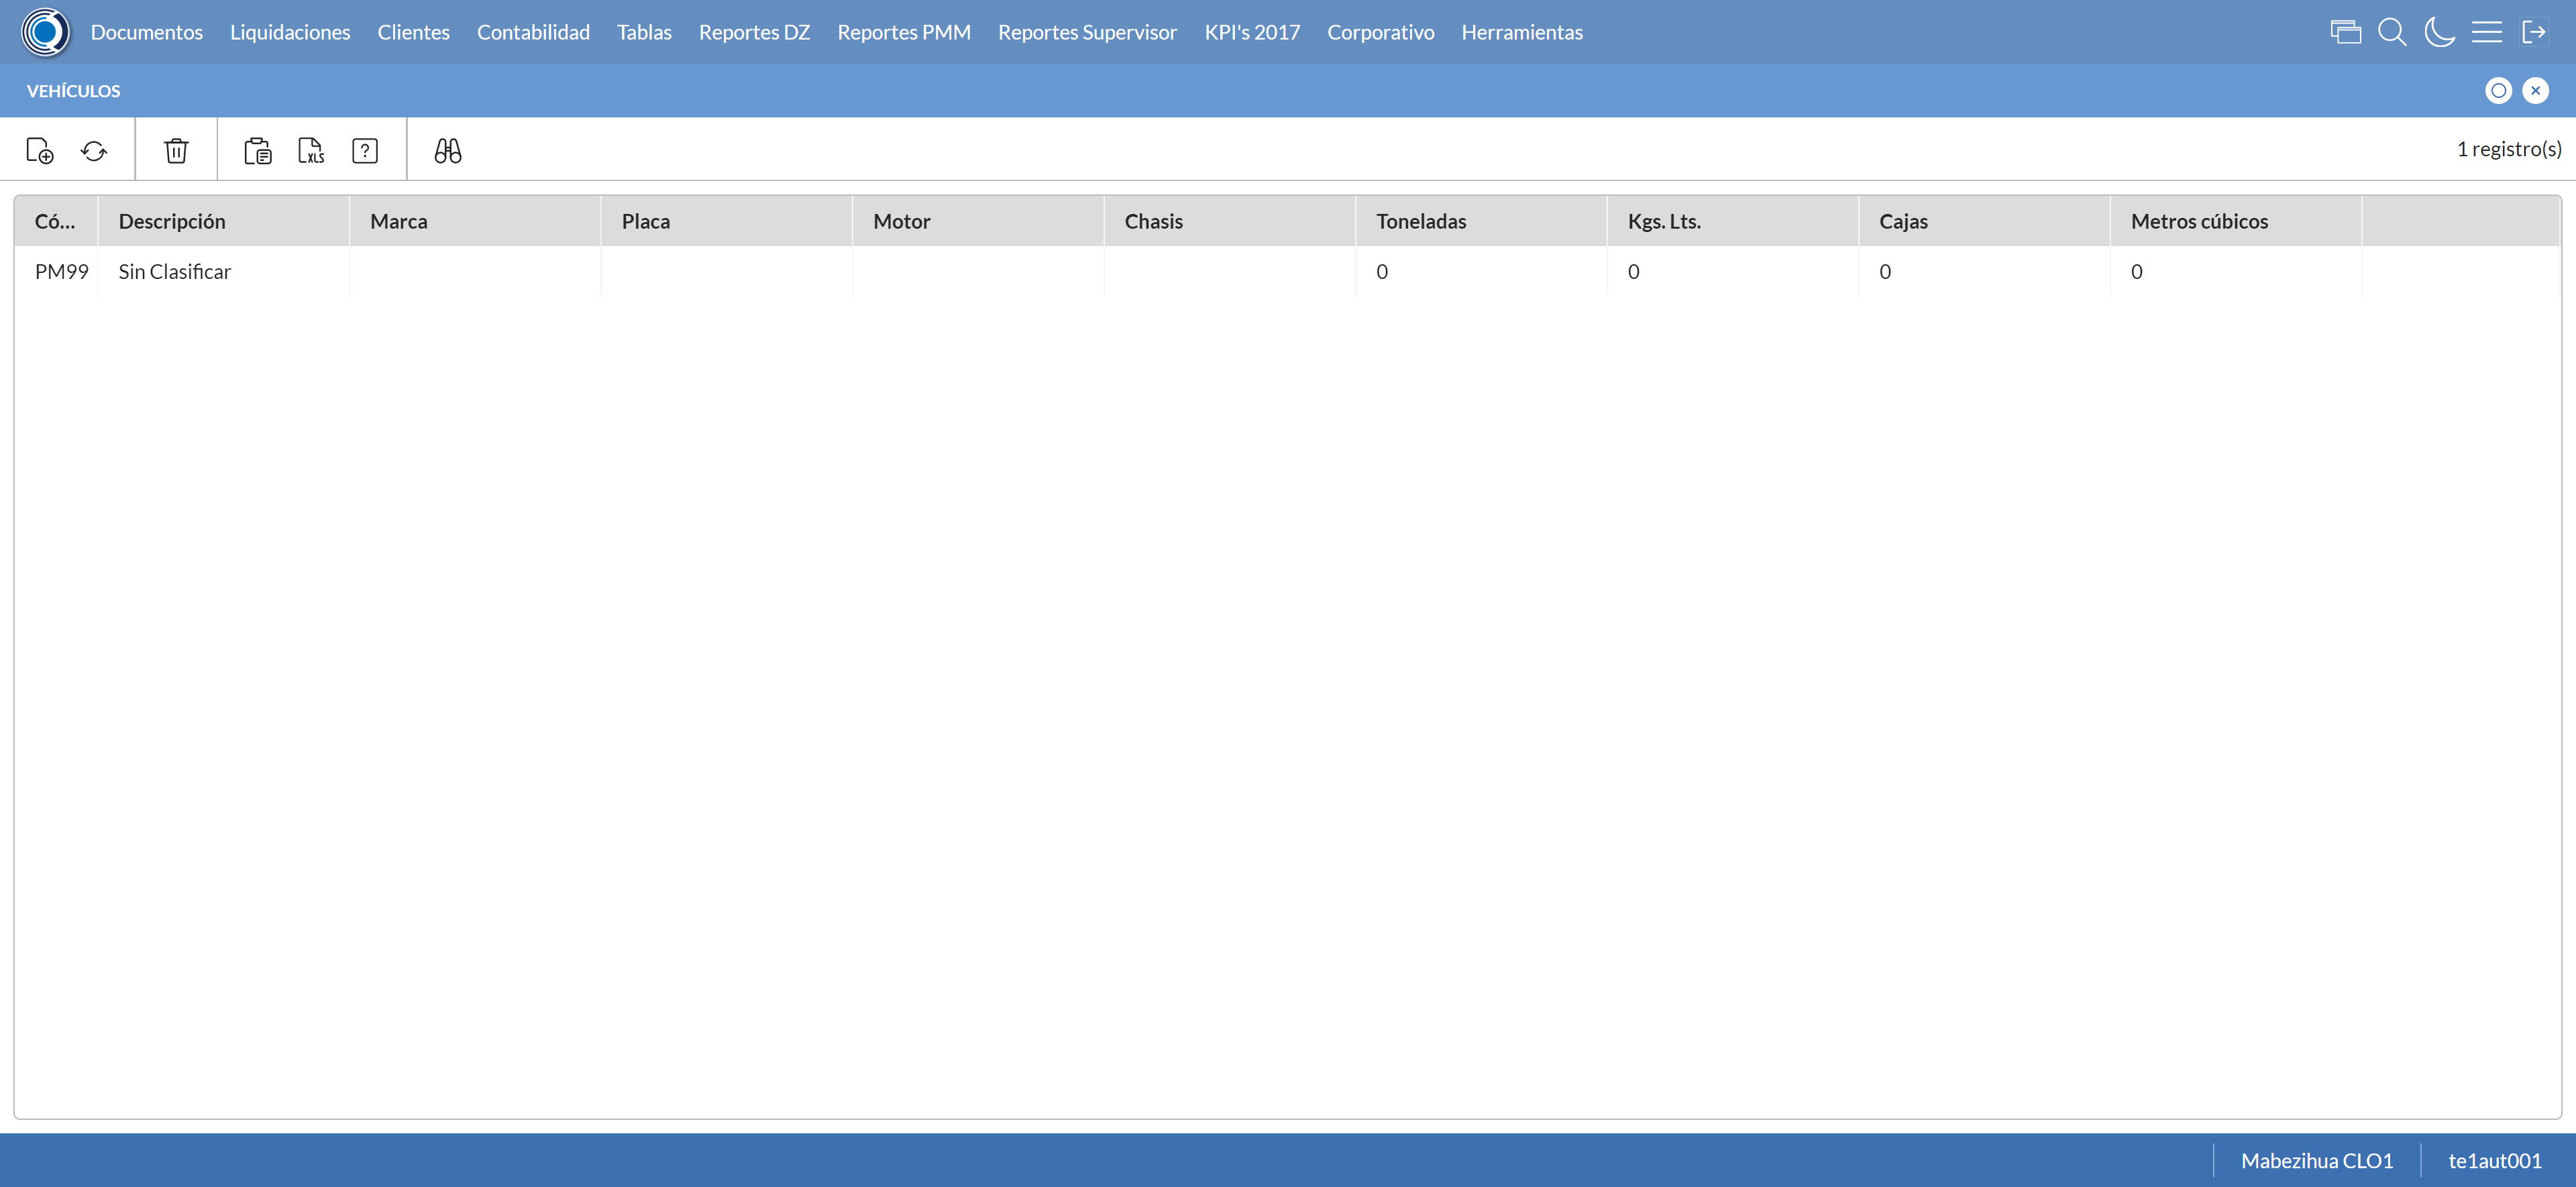 Documentos Liquidaciones Clientes Contabilidad Tablas Reportes DZ Reportes PMM Reportes Supervisor KPI's 2017 Corporativo Herramientas
VEHÍCULOS
XLS ? 1 registro(s)
Có... Descripción Marca Placa Motor Chasis Toneladas Kgs. Lts. Cajas Metros cúbicos
PM99 Sin Clasificar 0 0 0 0
Mabezihua CLO1 te1aut001